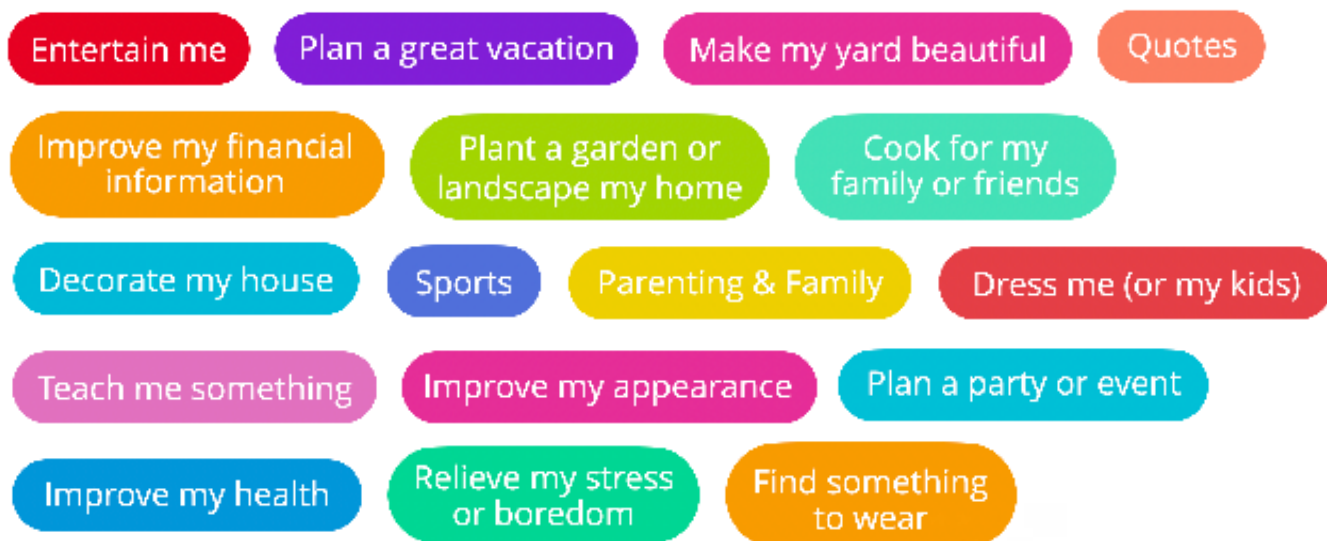 Entertain me
Plan a great vacation
Make my yard beautiful
Quotes
Improve my financial
information
Plant a garden or
landscape my home
Cook for my
family or friends
Decorate my house
Sports
Parenting & Family
Dress me (or my kids)
Teach me something
Improve my appearance
Plan a party or event
Improve my health
Relieve my stress
or boredom
Find something
to wear